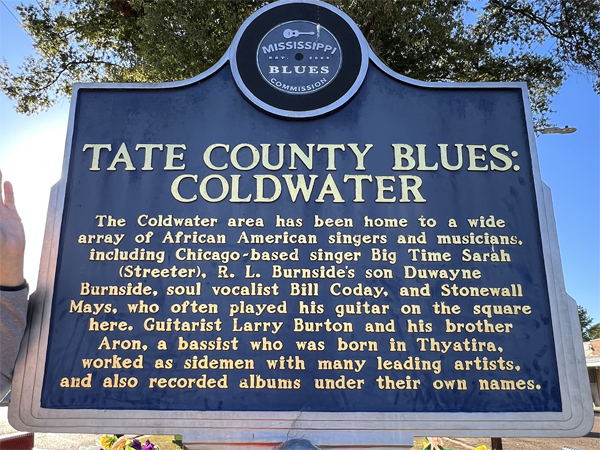 MISSISSIPPI
EST. 2006
BLUES
COMMISSION
TATE COUNTY BLUES:
COLDWATER
The Coldwater area has been home to a wide
array of African American singers and musicians,
including Chicago-based singer Big Time Sarah
(Streeter), R. L. Burnside's son Duwayne
Burnside, soul vocalist Bill Coday, and Stonewall
Mays, who often played his guitar on the square
here. Guitarist Larry Burton and his brother
Aron, a bassist who was born in Thyatira,
worked as sidemen with many leading artists,
and also recorded albums under their own names.